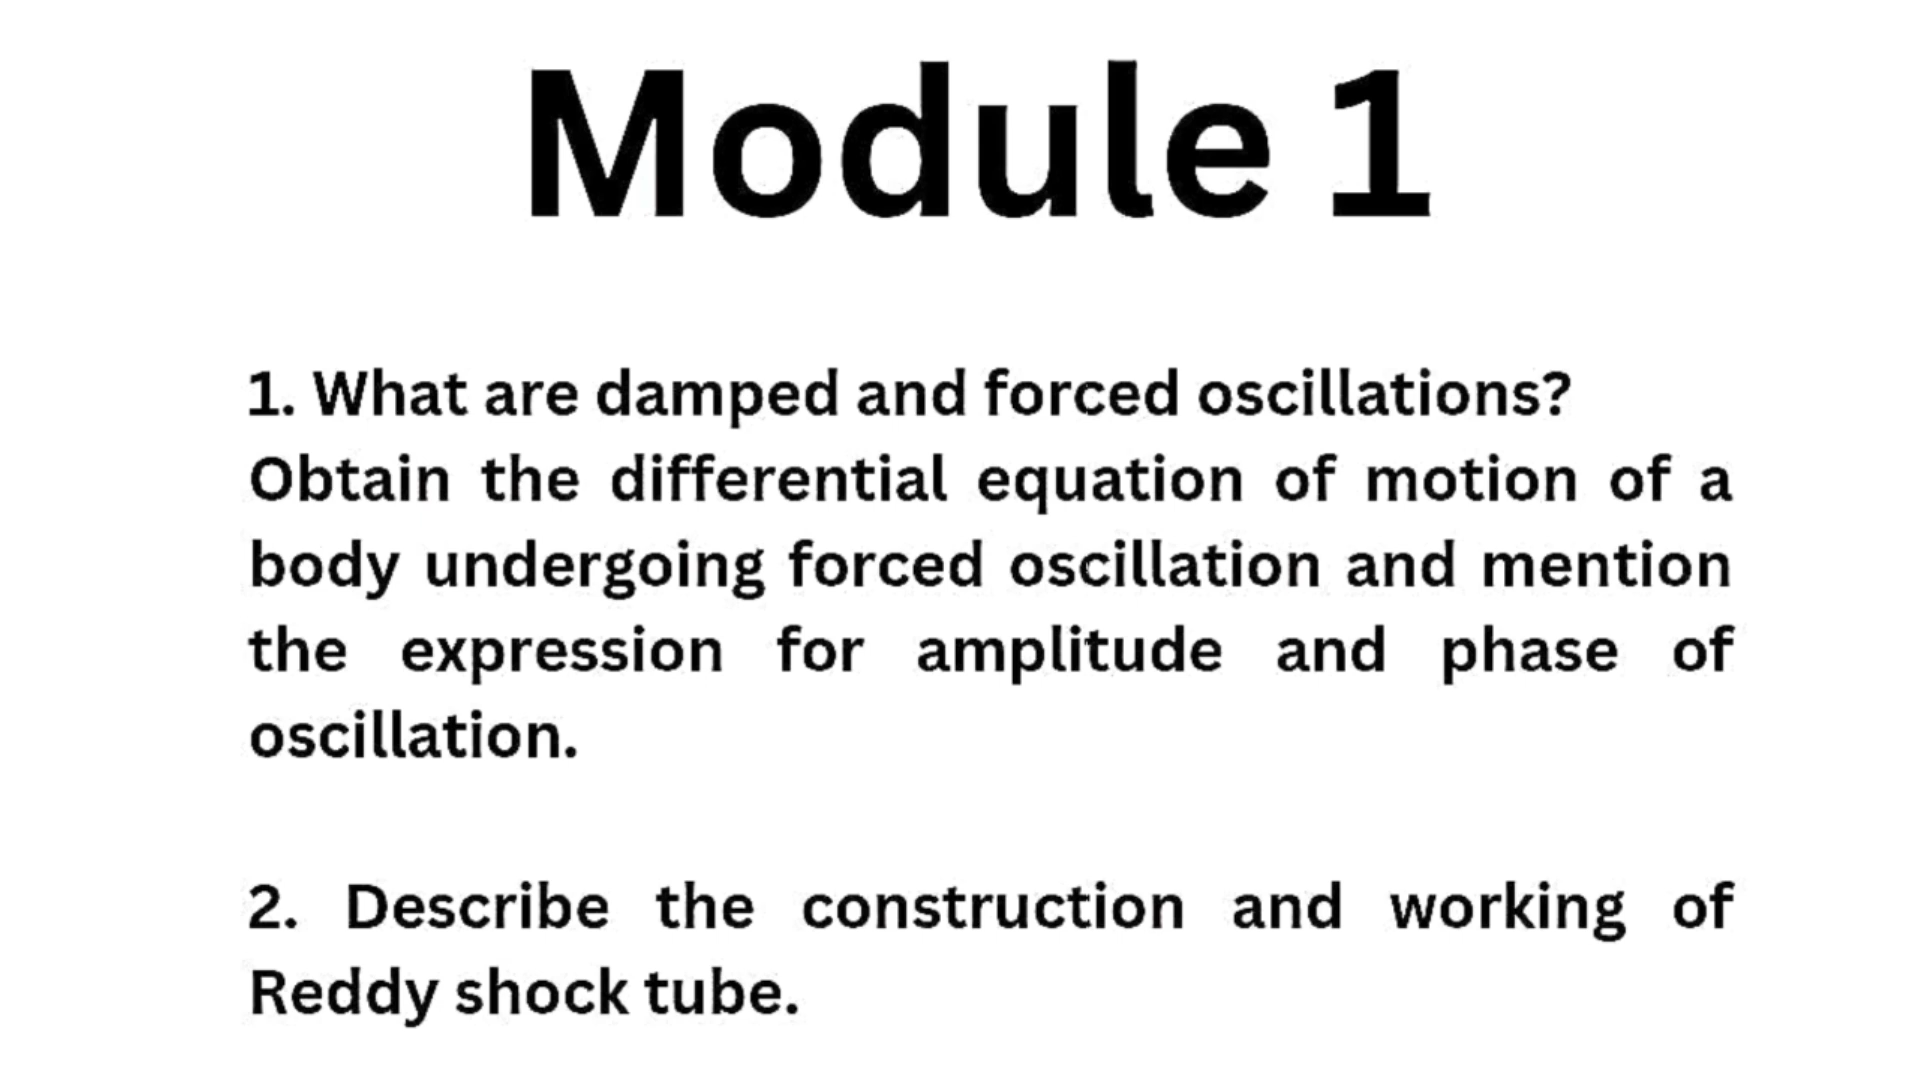 Module 1
1. What are damped and forced oscillations?
Obtain the differential equation of motion of a
body undergoing forced oscillation and mention
the expression for amplitude and phase of
oscillation.
2. Describe the construction and working of
Reddy shock tube.